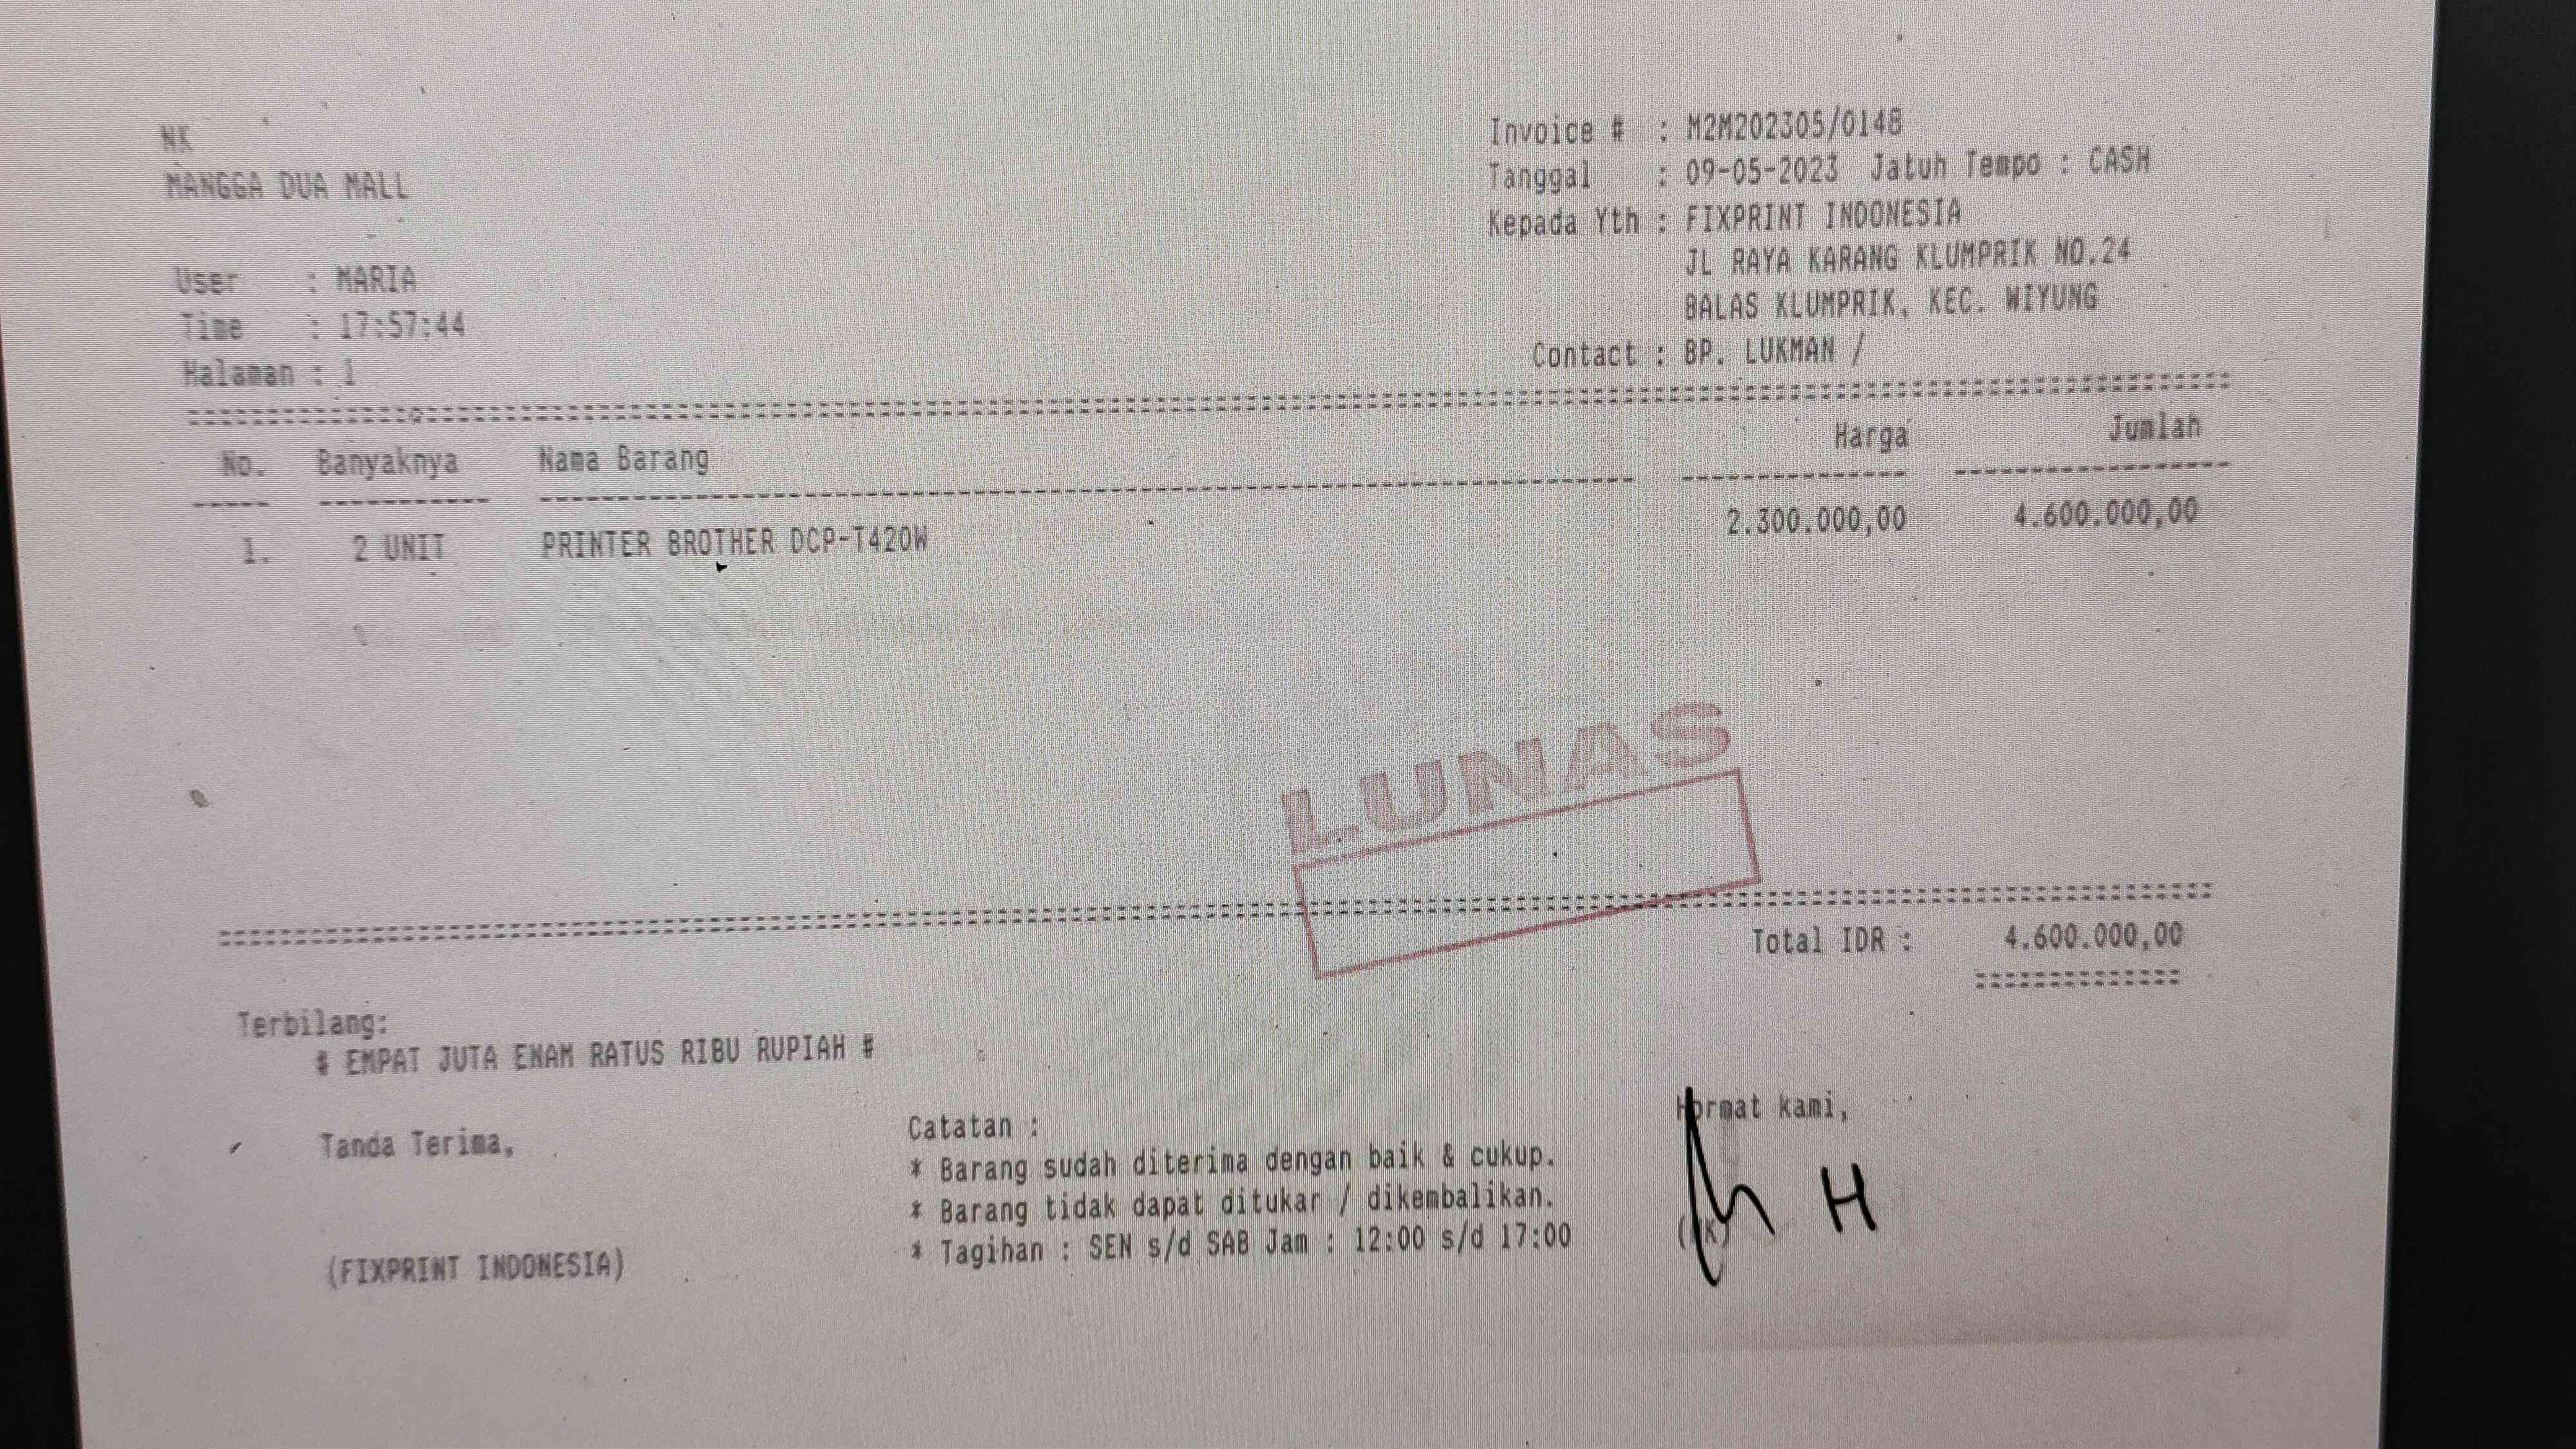 NK
MANGGA DUA MALL
User : MARIA
Time : 17:57:44
Halaman : 1
Invoice # : M2M202305/0148
Tanggal : 09-05-2023 Jatuh Tempo : CASH
Kepada Yth : FIXPRINT INDONESIA
JL RAYA KARANG KLUMPRIK NO.24
BALAS KLUMPRIK, KEC. WIYUNG
Contact : BP. LUKMAN /
No. Banyaknya Nama Barang Harga Jumlah
1. 2 UNIT PRINTER BROTHER DCP-T420W 2.300.000,00 4.600.000,00
LUNAS
Total IDR : 4.600.000,00
Terbilang:
# EMPAT JUTA ENAM RATUS RIBU RUPIAH #
Tanda Terima,
(FIXPRINT INDONESIA)
Catatan :
* Barang sudah diterima dengan baik & cukup.
* Barang tidak dapat ditukar / dikembalikan.
* Tagihan : SEN s/d SAB Jam : 12:00 s/d 17:00
Hormat kami,
H